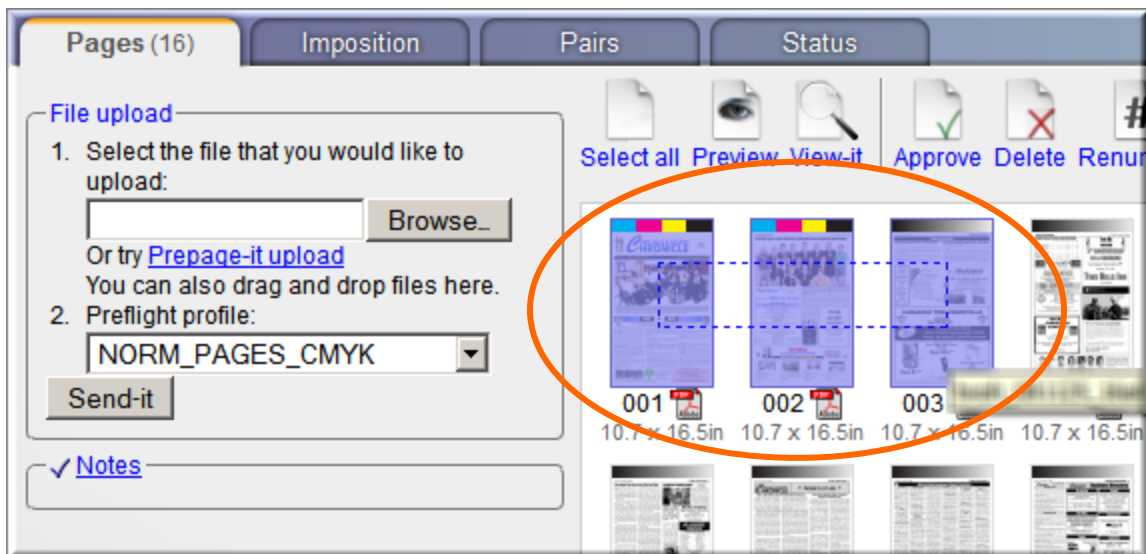 Pages (16)
Imposition
Pairs
Status
File upload
1. Select the file that you would like to
upload:
Browse...
Or try Prepage-it upload
You can also drag and drop files here.
2. Preflight profile:
NORM_PAGES_CMYK
Send-it
Notes
Select all
Preview
View-it
Approve
Delete
#
Renum
CHRONICLE
001
002
003
10.7 x 16.5in
10.7 x 16.5in
10.7 x 16.5in
10.7 x 16.5in